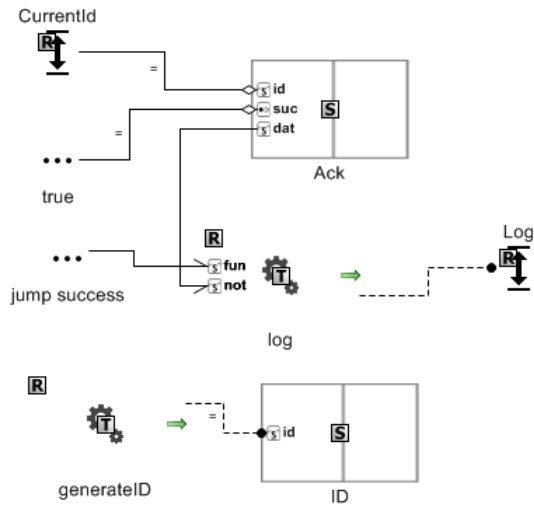 CurrentId
R
=
id
suc
S
=
dat
Ack
true
R
Log
R
fun
T
not
jump success
log
R
T
=
id
S
generateID
ID